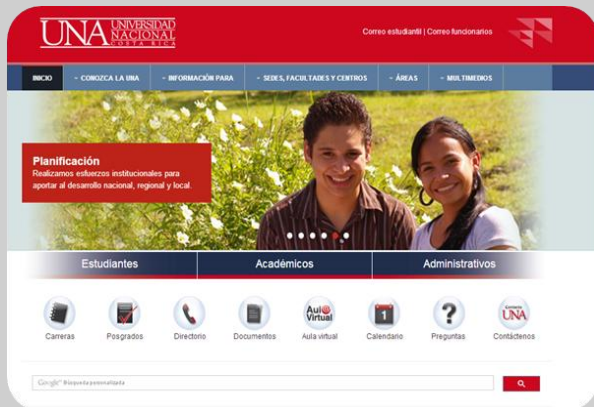 UNA UNIVERSIDAD
NACIONAL
COSTA RICA
Correo estudiantil | Correo funcionarios
INICIO
CONOZCA LA UNA
INFORMACIÓN PARA
SEDES, FACULTADES Y CENTROS
ÁREAS
MULTIMEDIOS
Planificación
Realizamos esfuerzos institucionales para
aportar al desarrollo nacional, regional y local.
Estudiantes
Académicos
Administrativos
Aula
Virtual
1
?
Contacte
UNA
Carreras
Posgrados
Directorio
Documentos
Aula virtual
Calendario
Preguntas
Contáctenos
Google™ Búsqueda personalizada